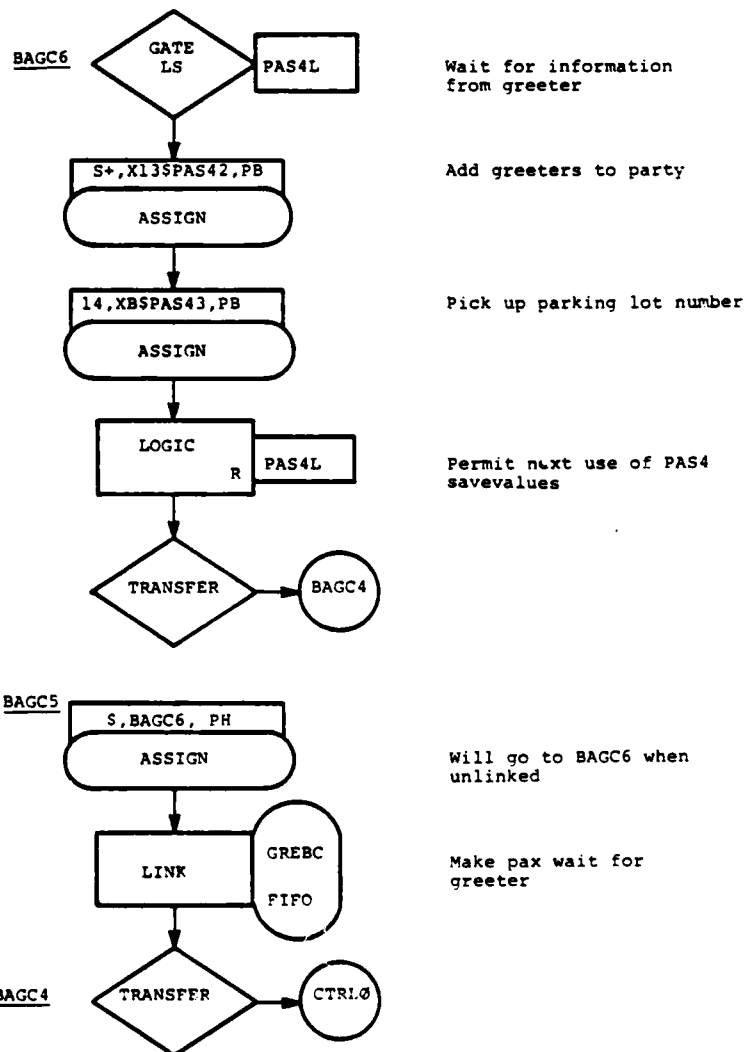 BAGC6
GATE
LS
PAS4L
Wait for information
from greeter
S+,X13$PAS42,PB
ASSIGN
Add greeters to party
14,XB$PAS43,PB
ASSIGN
Pick up parking lot number
LOGIC
R
PAS4L
Permit next use of PAS4
savevalues
TRANSFER
BAGC4
BAGC5
S,BAGC6, PH
ASSIGN
Will go to BAGC6 when
unlinked
LINK
GREBC
FIFO
Make pax wait for
greeter
BAGC4
TRANSFER
CTRLØ